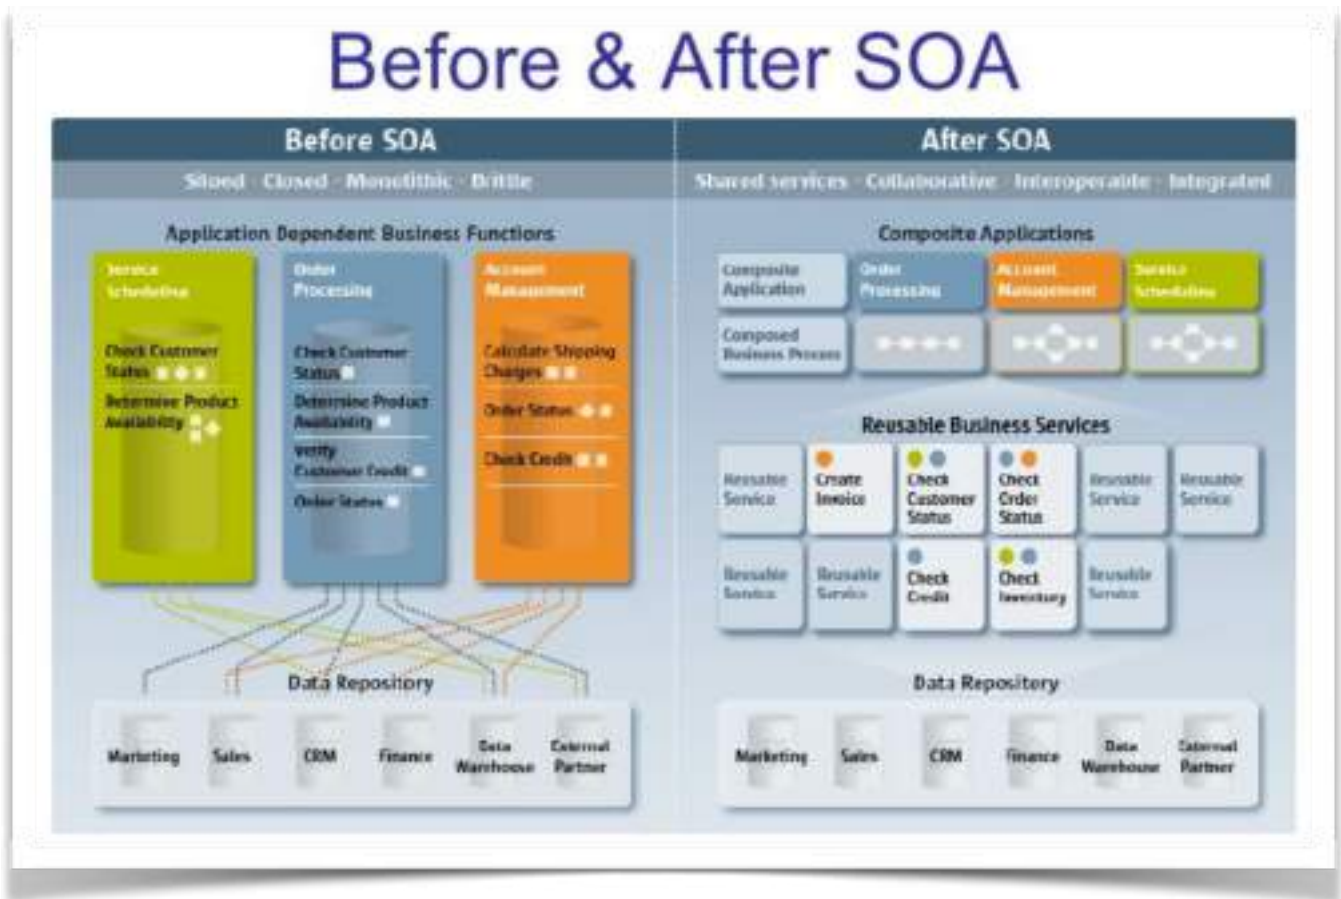 Before & After SOA
Before SOA
Siloed · Closed · Monolithic · Brittle
Application Dependent Business Functions
Service
Scheduling
Check Customer
Status
Determine Product
Availability
Order
Processing
Check Customer
Status
Determine Product
Availability
Verify
Customer Credit
Order Status
Account
Management
Calculate Shipping
Charges
Order Status
Check Credit
Data Repository
Marketing
Sales
CRM
Finance
Data
Warehouse
External
Partner
After SOA
Shared services · Collaborative · Interoperable · Integrated
Composite Applications
Composite
Application
Order
Processing
Account
Management
Service
Scheduling
Composed
Business Process
Reusable Business Services
Reusable
Service
Create
Invoice
Check
Customer
Status
Check
Order
Status
Reusable
Service
Reusable
Service
Reusable
Service
Reusable
Service
Check
Credit
Check
Inventory
Reusable
Service
Data Repository
Marketing
Sales
CRM
Finance
Data
Warehouse
External
Partner